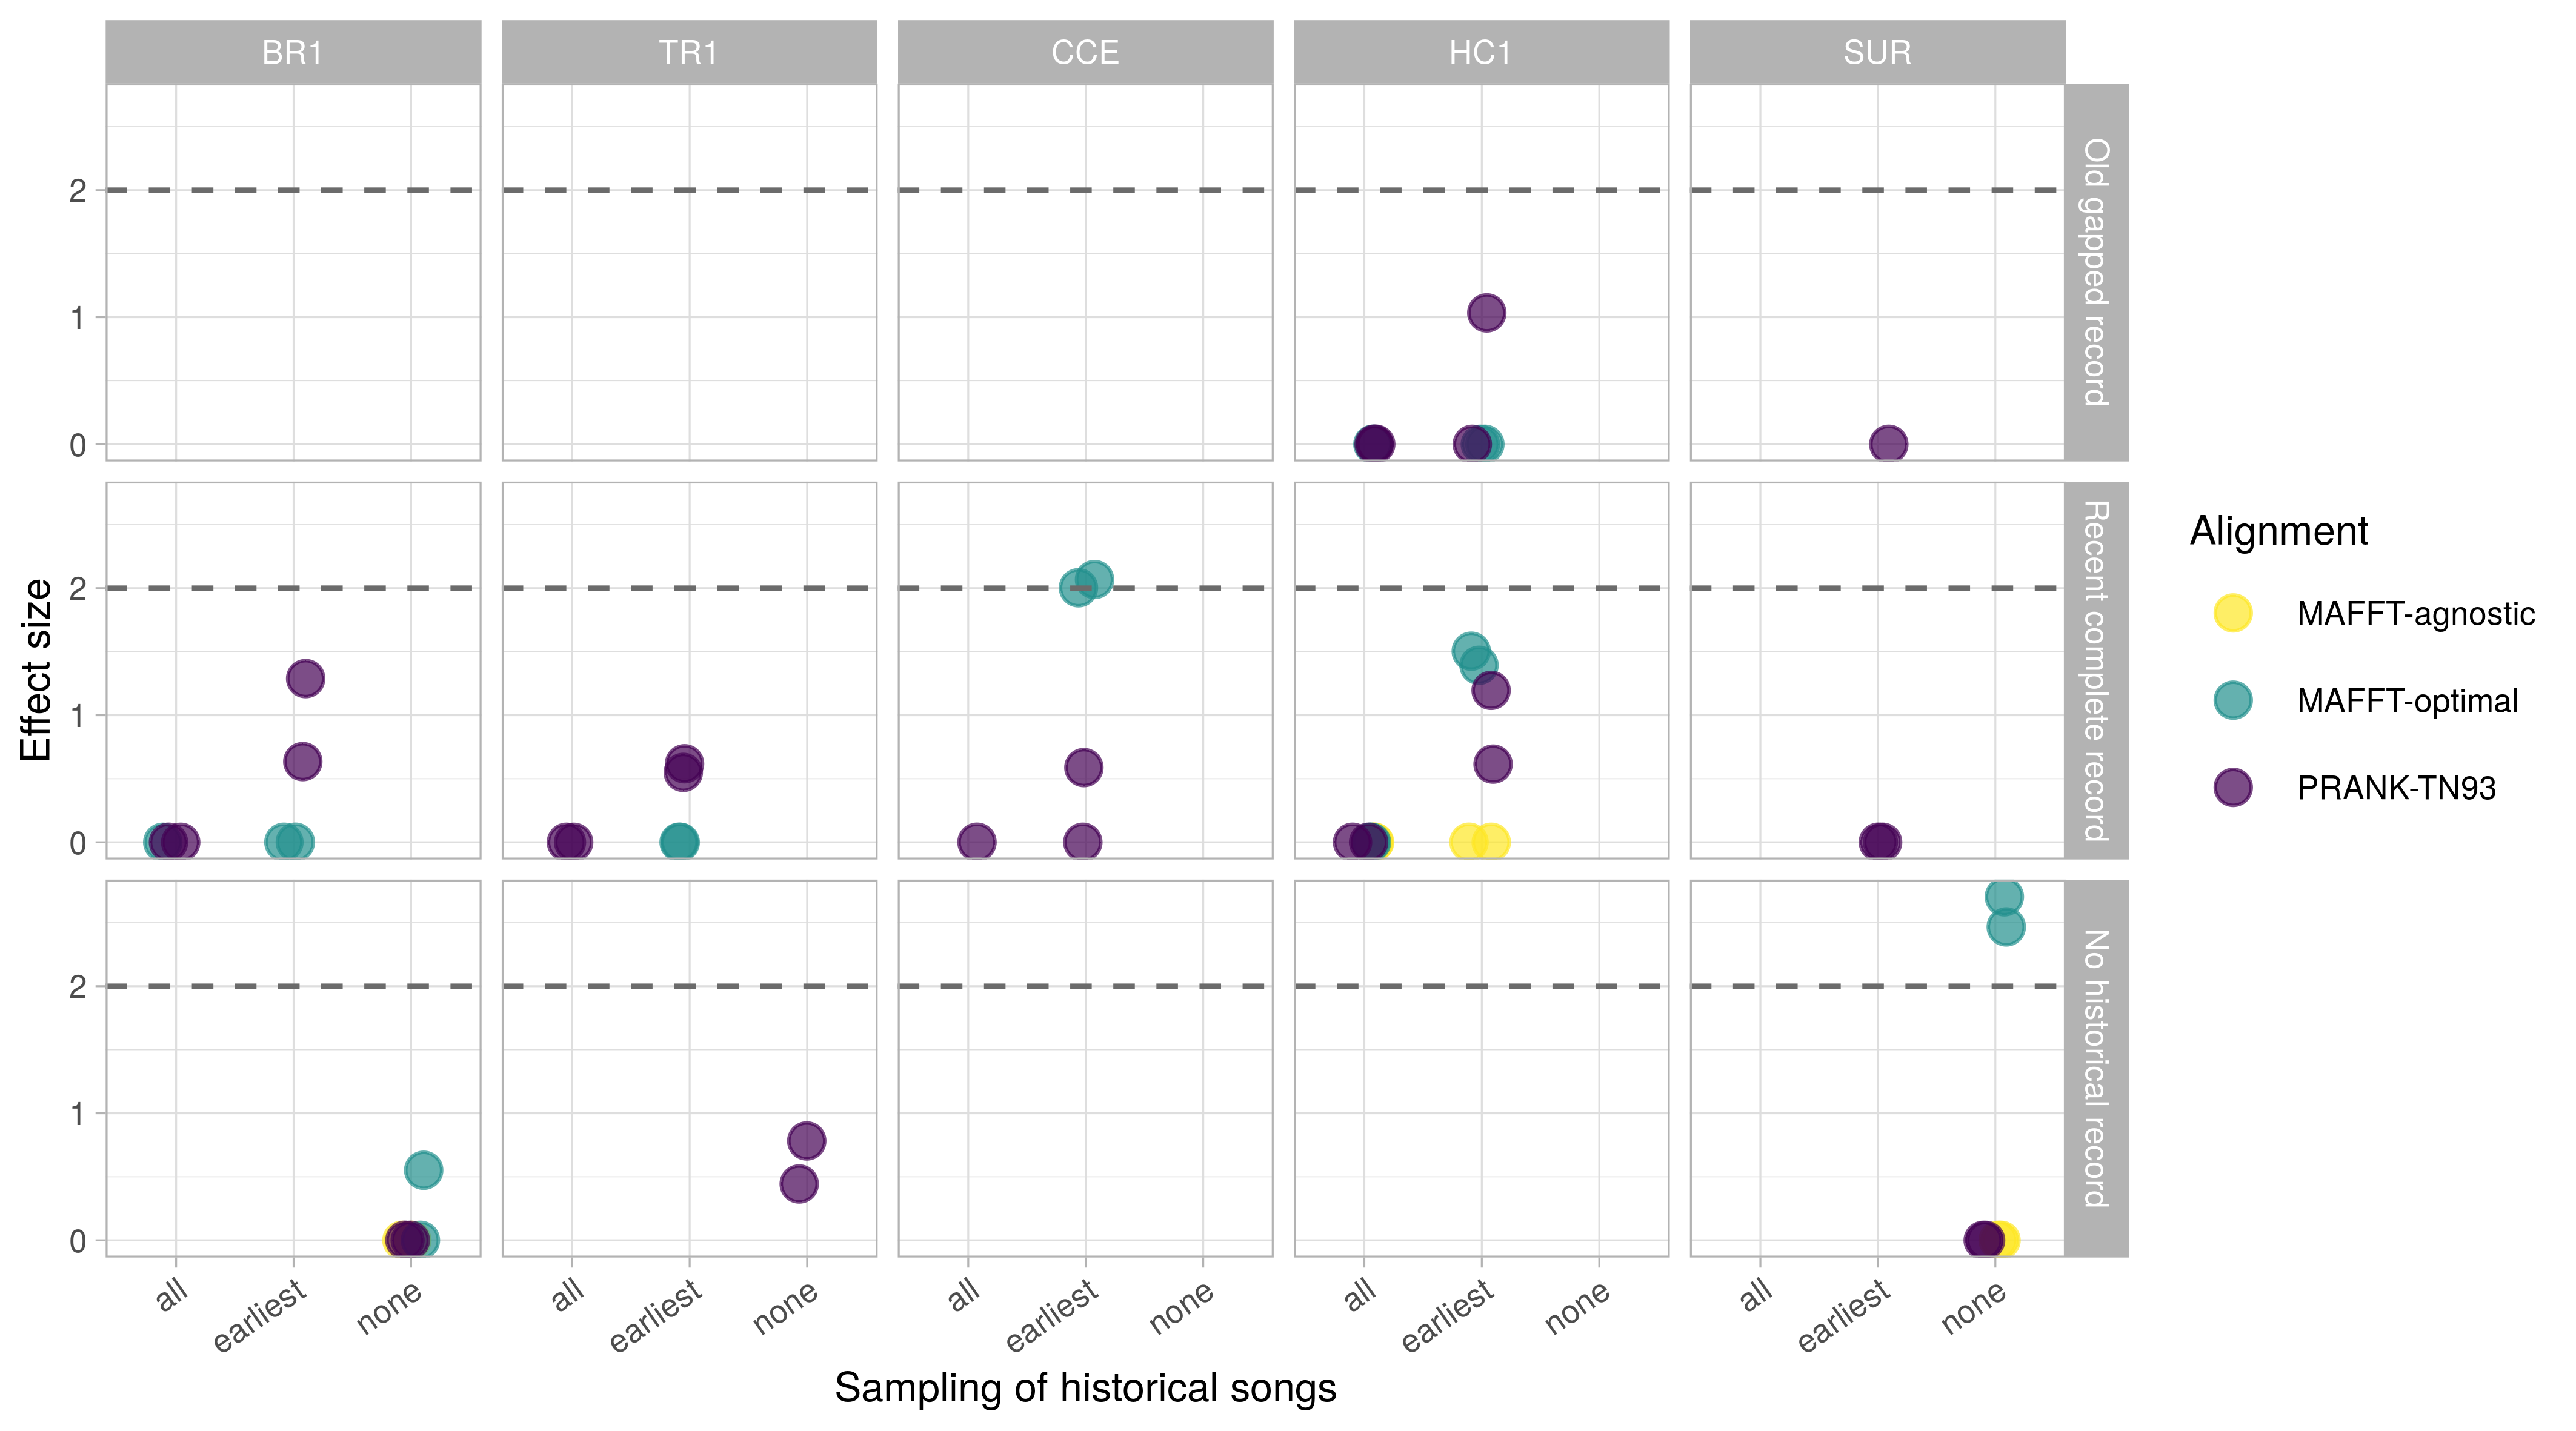 BR1 TR1 CCE HC1 SUR
Old gapped record
2
1
0
Recent complete record
2
1
0
No historical record
2
1
0
Effect size
all earliest none all earliest none all earliest none all earliest none all earliest none
Sampling of historical songs
Alignment
MAFFT-agnostic
MAFFT-optimal
PRANK-TN93